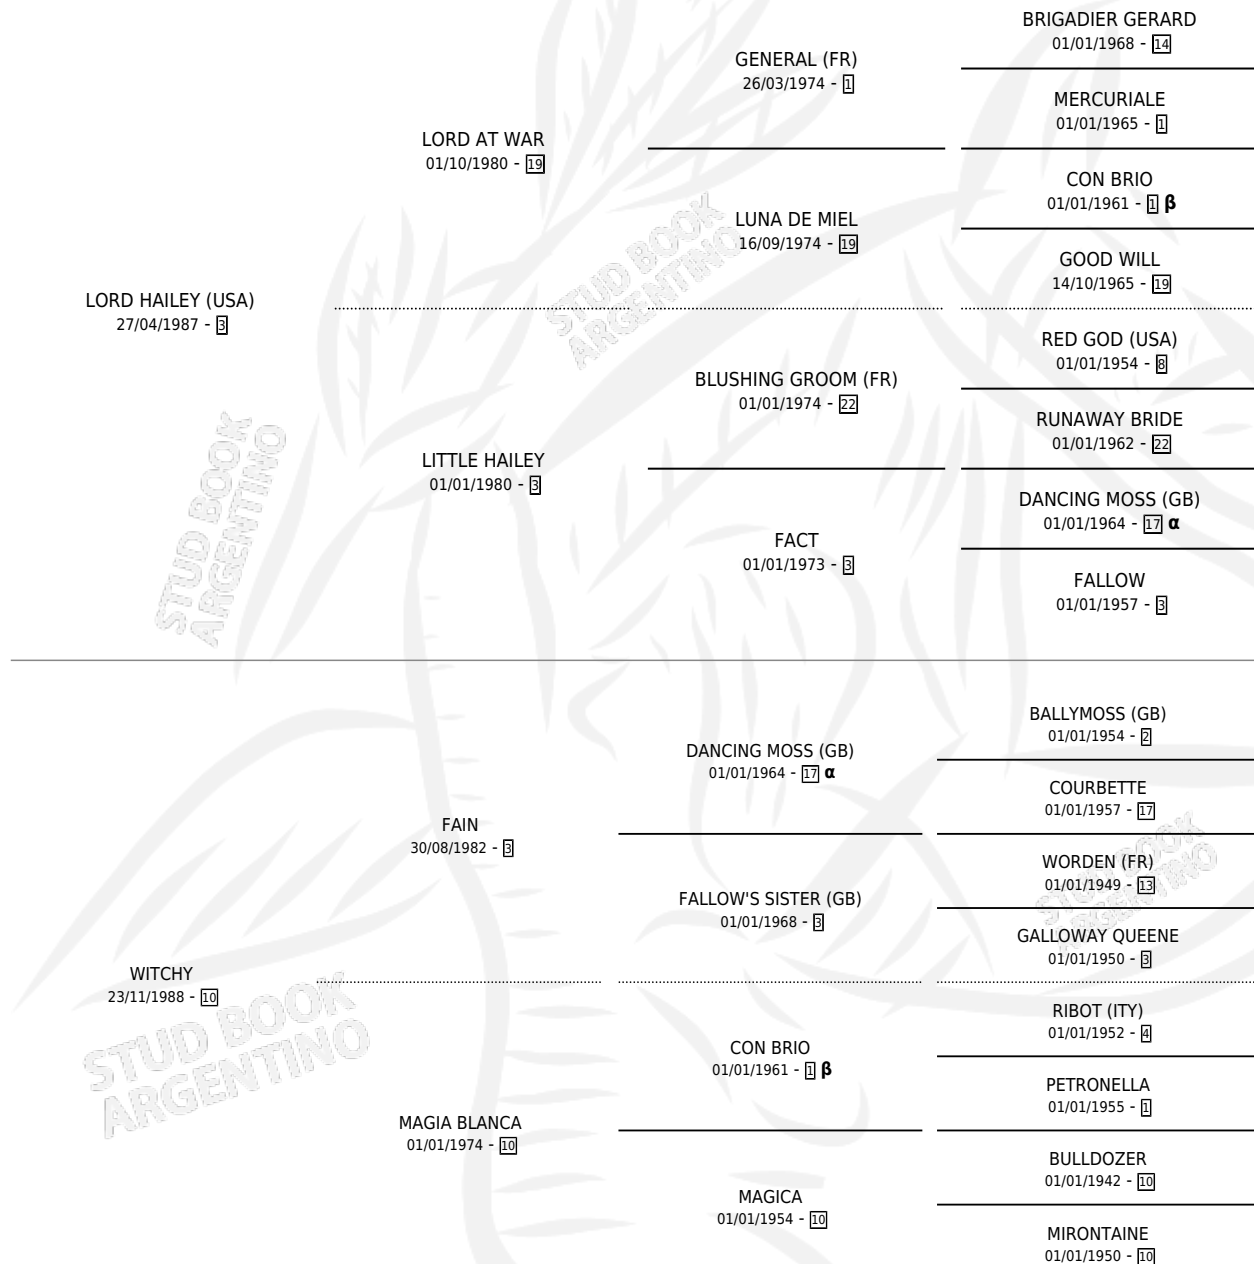 BRIGADIER GERARD
01/01/1968 - 14
GENERAL (FR)
26/03/1974 - 1
MERCURIALE
01/01/1965 - 1
LORD AT WAR
01/10/1980 - 19
CON BRIO
01/01/1961 - 1 β
LUNA DE MIEL
16/09/1974 - 19
GOOD WILL
14/10/1965 - 19
LORD HAILEY (USA)
27/04/1987 - 3
STUD BOOK
ARGENTINO
RED GOD (USA)
01/01/1954 - 8
BLUSHING GROOM (FR)
01/01/1974 - 22
RUNAWAY BRIDE
01/01/1962 - 22
LITTLE HAILEY
01/01/1980 - 3
DANCING MOSS (GB)
01/01/1964 - 17 α
FACT
01/01/1973 - 3
FALLOW
01/01/1957 - 3
STUD BOOK
ARGENTINO
BALLYMOSS (GB)
01/01/1954 - 2
DANCING MOSS (GB)
01/01/1964 - 17 α
COURBETTE
01/01/1957 - 17
FAIN
30/08/1982 - 3
WORDEN (FR)
01/01/1949 - 13
STUD BOOK
ARGENTINO
FALLOW'S SISTER (GB)
01/01/1968 - 3
GALLOWAY QUEENE
01/01/1950 - 3
WITCHY
23/11/1988 - 10
STUD BOOK
ARGENTINO
RIBOT (ITY)
01/01/1952 - 4
CON BRIO
01/01/1961 - 1 β
PETRONELLA
01/01/1955 - 1
MAGIA BLANCA
01/01/1974 - 10
BULLDOZER
01/01/1942 - 10
MAGICA
01/01/1954 - 10
MIRONTAINE
01/01/1950 - 10